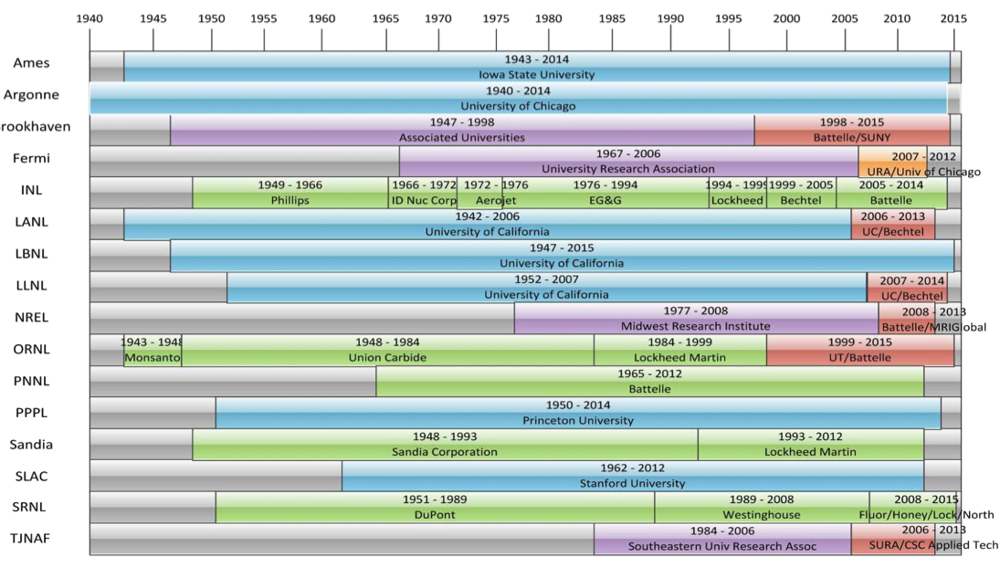 1940 1945 1950 1955 1960 1965 1970 1975 1980 1985 1990 1995 2000 2005 2010 2015
Ames
1943 - 2014
Iowa State University
Argonne
1940 - 2014
University of Chicago
rookhaven
1947 - 1998 1998 - 2015
Associated Universities Battelle/SUNY
Fermi
1967 - 2006 2007 - 2012
University Research Association URA/Univ of Chicago
INL
1949 - 1966 1966 - 1972 1972 - 1976 1976 - 1994 1994 - 1999 1999 - 2005 2005 - 2014
Phillips ID Nuc Corp Aerojet EG&G Lockheed Bechtel Battelle
LANL
1942 - 2006 2006 - 2013
University of California UC/Bechtel
LBNL
1947 - 2015
University of California
LLNL
1952 - 2007 2007 - 2014
University of California UC/Bechtel
NREL
1977 - 2008 2008 - 2013
Midwest Research Institute Battelle/MRIGlobal
ORNL
1943 - 1948 1948 - 1984 1984 - 1999 1999 - 2015
Monsanto Union Carbide Lockheed Martin UT/Battelle
PNNL
1965 - 2012
Battelle
PPPL
1950 - 2014
Princeton University
Sandia
1948 - 1993 1993 - 2012
Sandia Corporation Lockheed Martin
SLAC
1962 - 2012
Stanford University
SRNL
1951 - 1989 1989 - 2008 2008 - 2015
DuPont Westinghouse Fluor/Honey/Lock/North
TJNAF
1984 - 2006 2006 - 2013
Southeastern Univ Research Assoc SURA/CSC Applied Tech